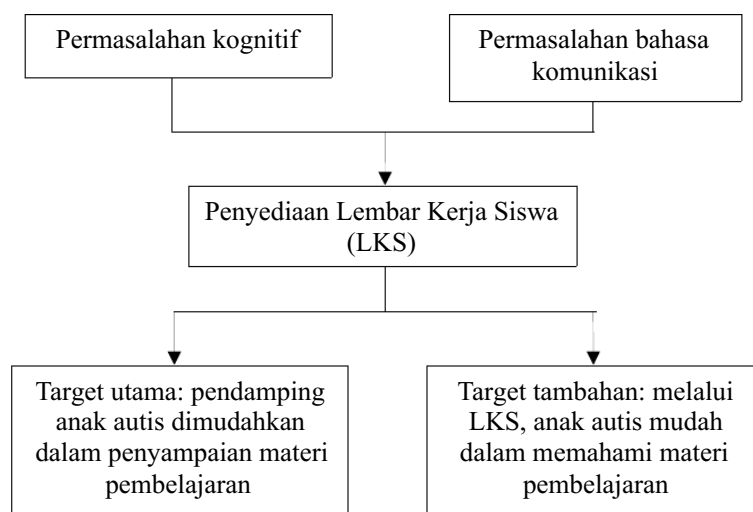 Permasalahan kognitif
Permasalahan bahasa
komunikasi
Penyediaan Lembar Kerja Siswa
(LKS)
Target utama: pendamping
anak autis dimudahkan
dalam penyampaian materi
pembelajaran
Target tambahan: melalui
LKS, anak autis mudah
dalam memahami materi
pembelajaran